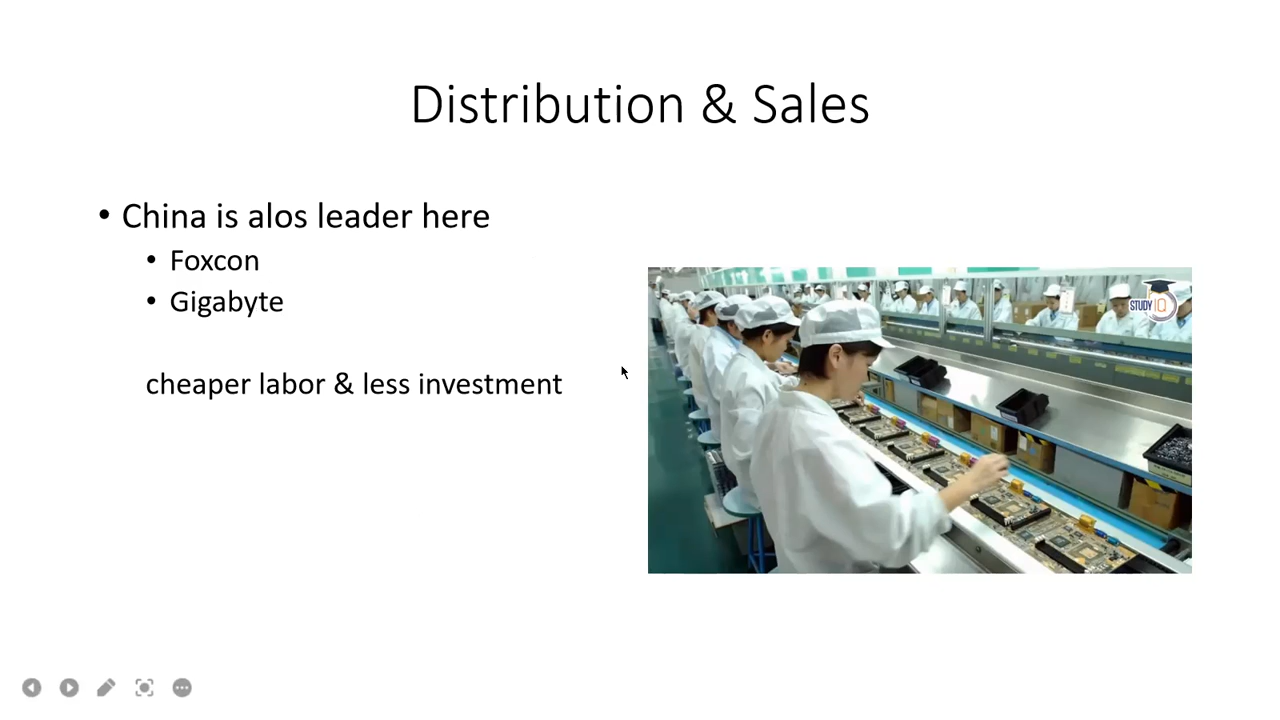 Distribution & Sales
• China is alos leader here
• Foxcon
• Gigabyte
cheaper labor & less investment
STUDY IQ